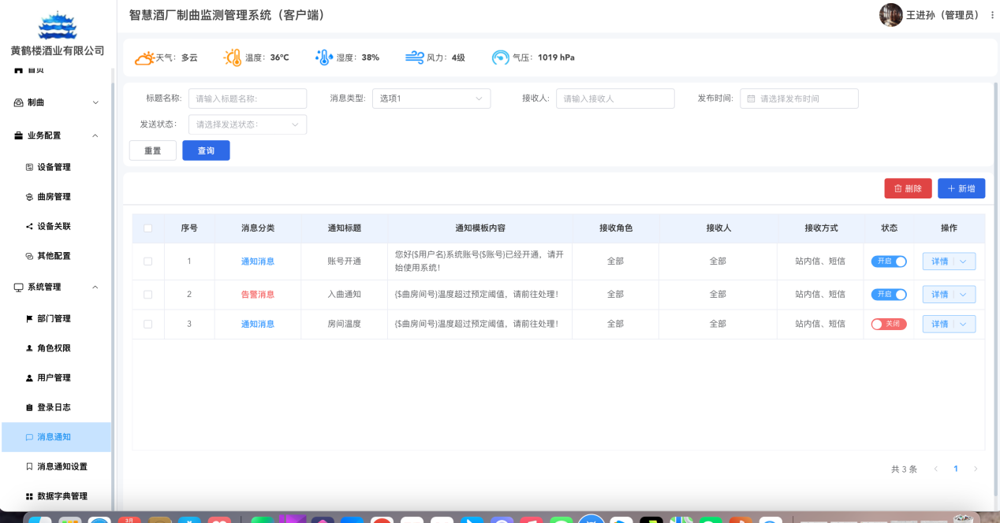 智慧酒厂制曲监测管理系统（客户端）
王进孙（管理员）
黄鹤楼酒业有限公司
首页
制曲
业务配置
设备管理
曲房管理
设备关联
其他配置
系统管理
部门管理
角色权限
用户管理
登录日志
消息通知
消息通知设置
数据字典管理
天气： 多云 温度： 36℃ 湿度： 38% 风力： 4级 气压： 1019 hPa
标题名称: 请输入标题名称: 消息类型: 选项1 接收人: 请输入接收人 发布时间: 请选择发布时间
发送状态： 请选择发送状态:
重置 查询
删除 新增
序号 消息分类 通知标题 通知模板内容 接收角色 接收人 接收方式 状态 操作
1 通知消息 账号开通 您好{$用户名}系统账号{$账号}已经开通，请开
始使用系统！ 全部 全部 站内信、短信 开启 详情
2 告警消息 入曲通知 {$曲房间号}温度超过预定阈值，请前往处理！ 全部 全部 站内信、短信 开启 详情
3 通知消息 房间温度 {$曲房间号}温度超过预定阈值，请前往处理！ 全部 全部 站内信、短信 关闭 详情
共 3 条 1
3月